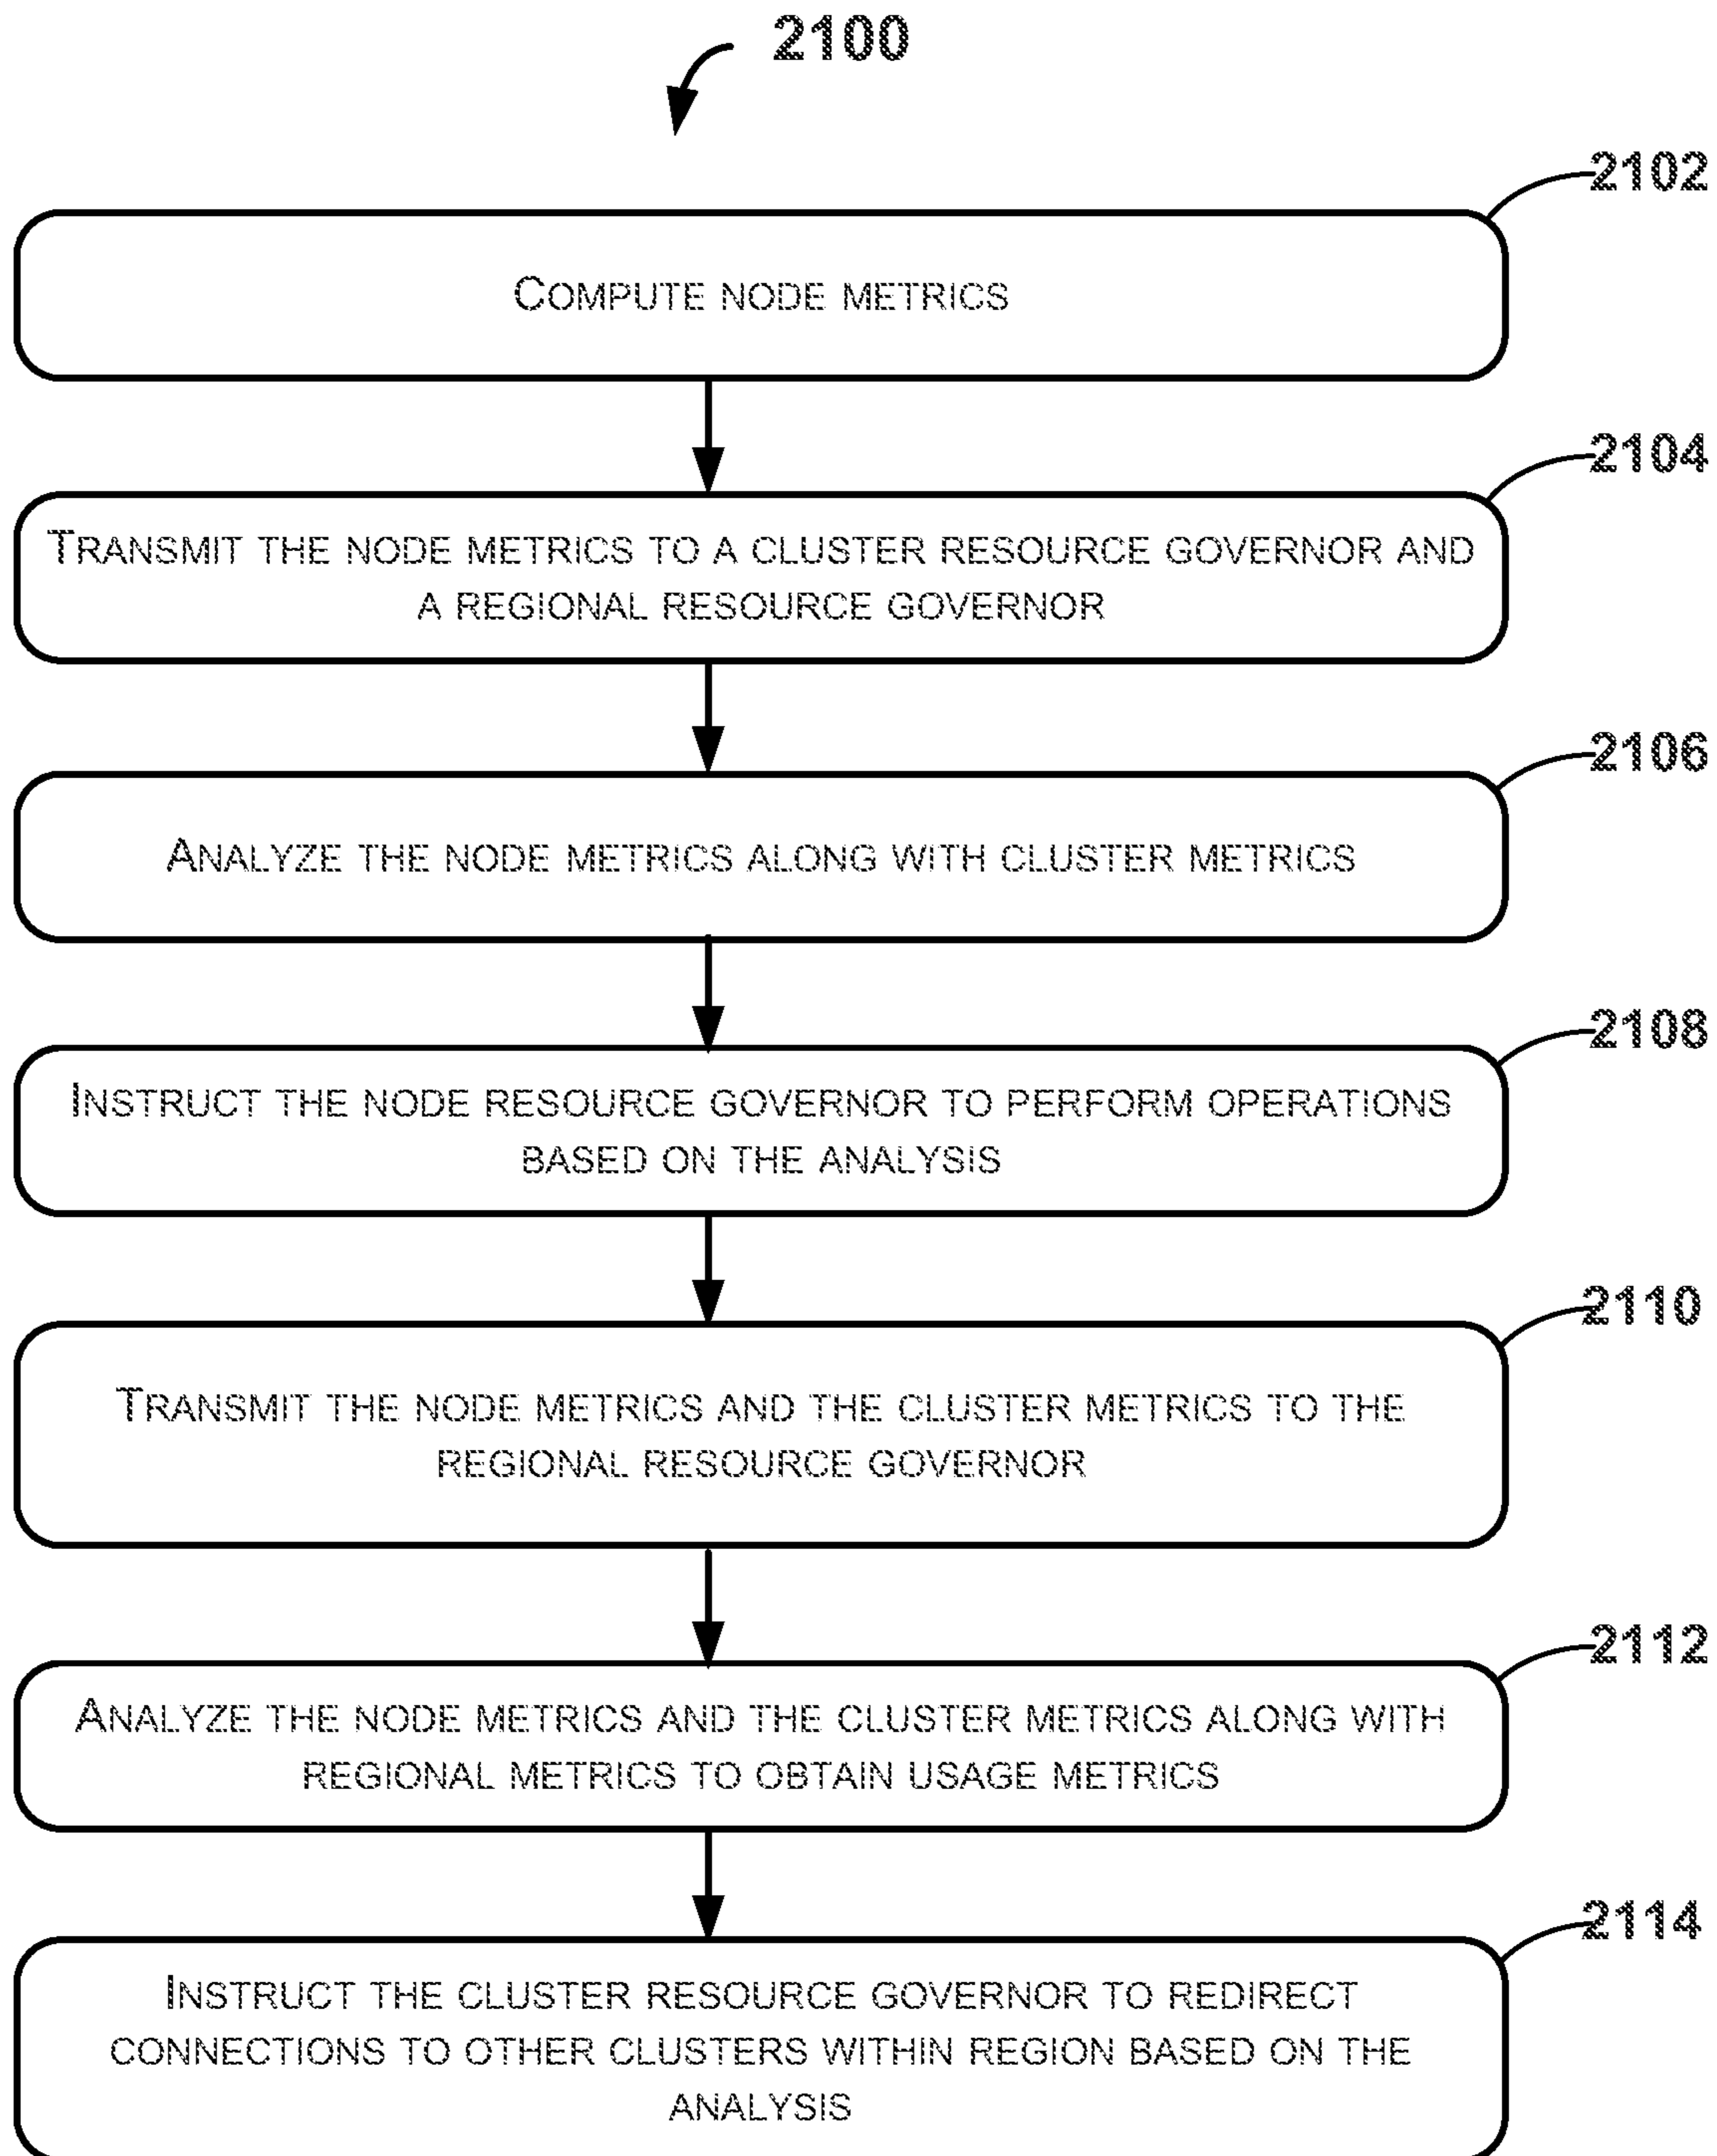 2100
2102
COMPUTE NODE METRICS
2104
TRANSMIT THE NODE METRICS TO A CLUSTER RESOURCE GOVERNOR AND
A REGIONAL RESOURCE GOVERNOR
2106
ANALYZE THE NODE METRICS ALONG WITH CLUSTER METRICS
2108
INSTRUCT THE NODE RESOURCE GOVERNOR TO PERFORM OPERATIONS
BASED ON THE ANALYSIS
2110
TRANSMIT THE NODE METRICS AND THE CLUSTER METRICS TO THE
REGIONAL RESOURCE GOVERNOR
2112
ANALYZE THE NODE METRICS AND THE CLUSTER METRICS ALONG WITH
REGIONAL METRICS TO OBTAIN USAGE METRICS
2114
INSTRUCT THE CLUSTER RESOURCE GOVERNOR TO REDIRECT
CONNECTIONS TO OTHER CLUSTERS WITHIN REGION BASED ON THE
ANALYSIS